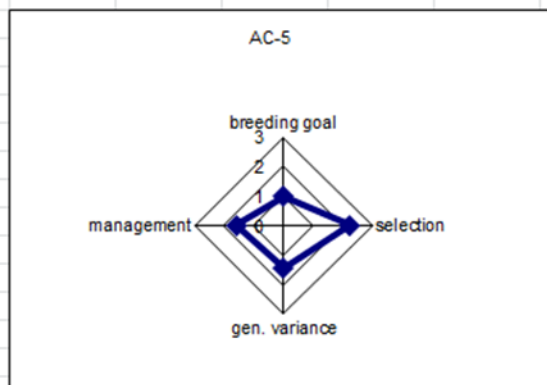 AC-5
breeding goal
3
2
1
0
management
selection
gen. variance